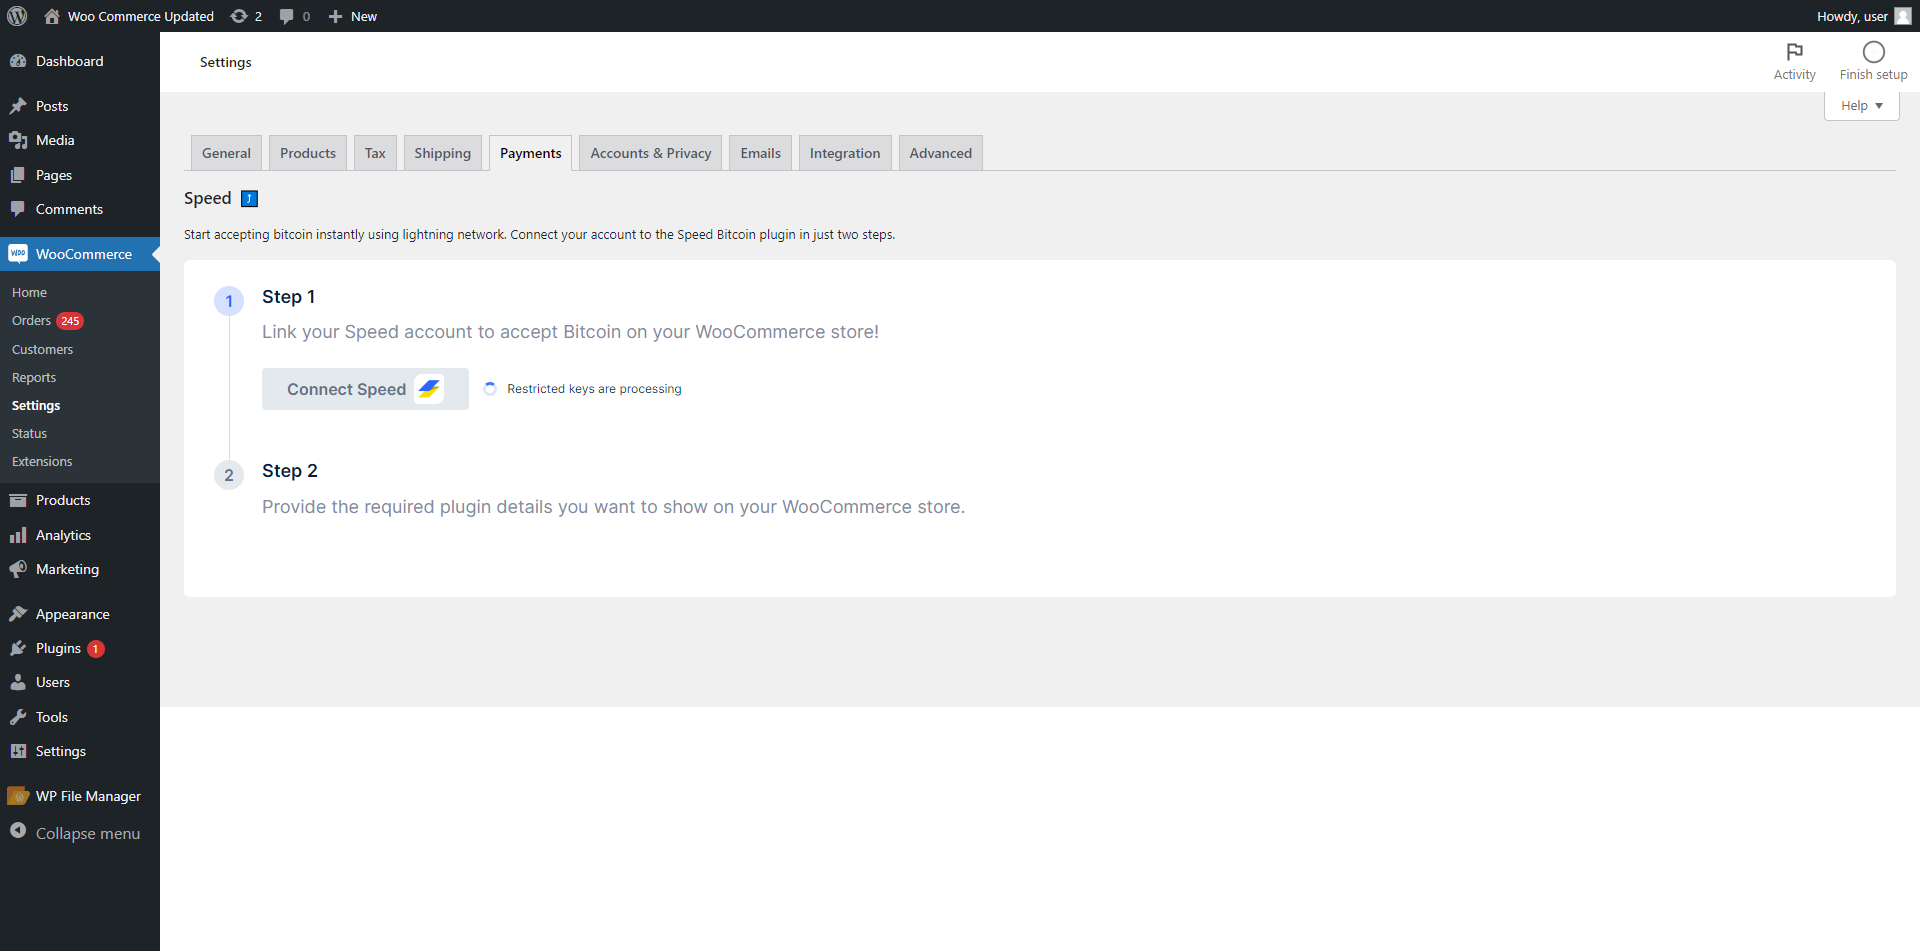 Woo Commerce Updated 2 0 New Howdy, user
Dashboard
Posts
Media
Pages
Comments
WooCommerce
Home
Orders 245
Customers
Reports
Settings
Status
Extensions
Products
Analytics
Marketing
Appearance
Plugins 1
Users
Tools
Settings
WP File Manager
Collapse menu
Settings
Activity
Finish setup
Help
General Products Tax Shipping Payments Accounts & Privacy Emails Integration Advanced
Speed
Start accepting bitcoin instantly using lightning network. Connect your account to the Speed Bitcoin plugin in just two steps.
1 Step 1
Link your Speed account to accept Bitcoin on your WooCommerce store!
Connect Speed Restricted keys are processing
2 Step 2
Provide the required plugin details you want to show on your WooCommerce store.